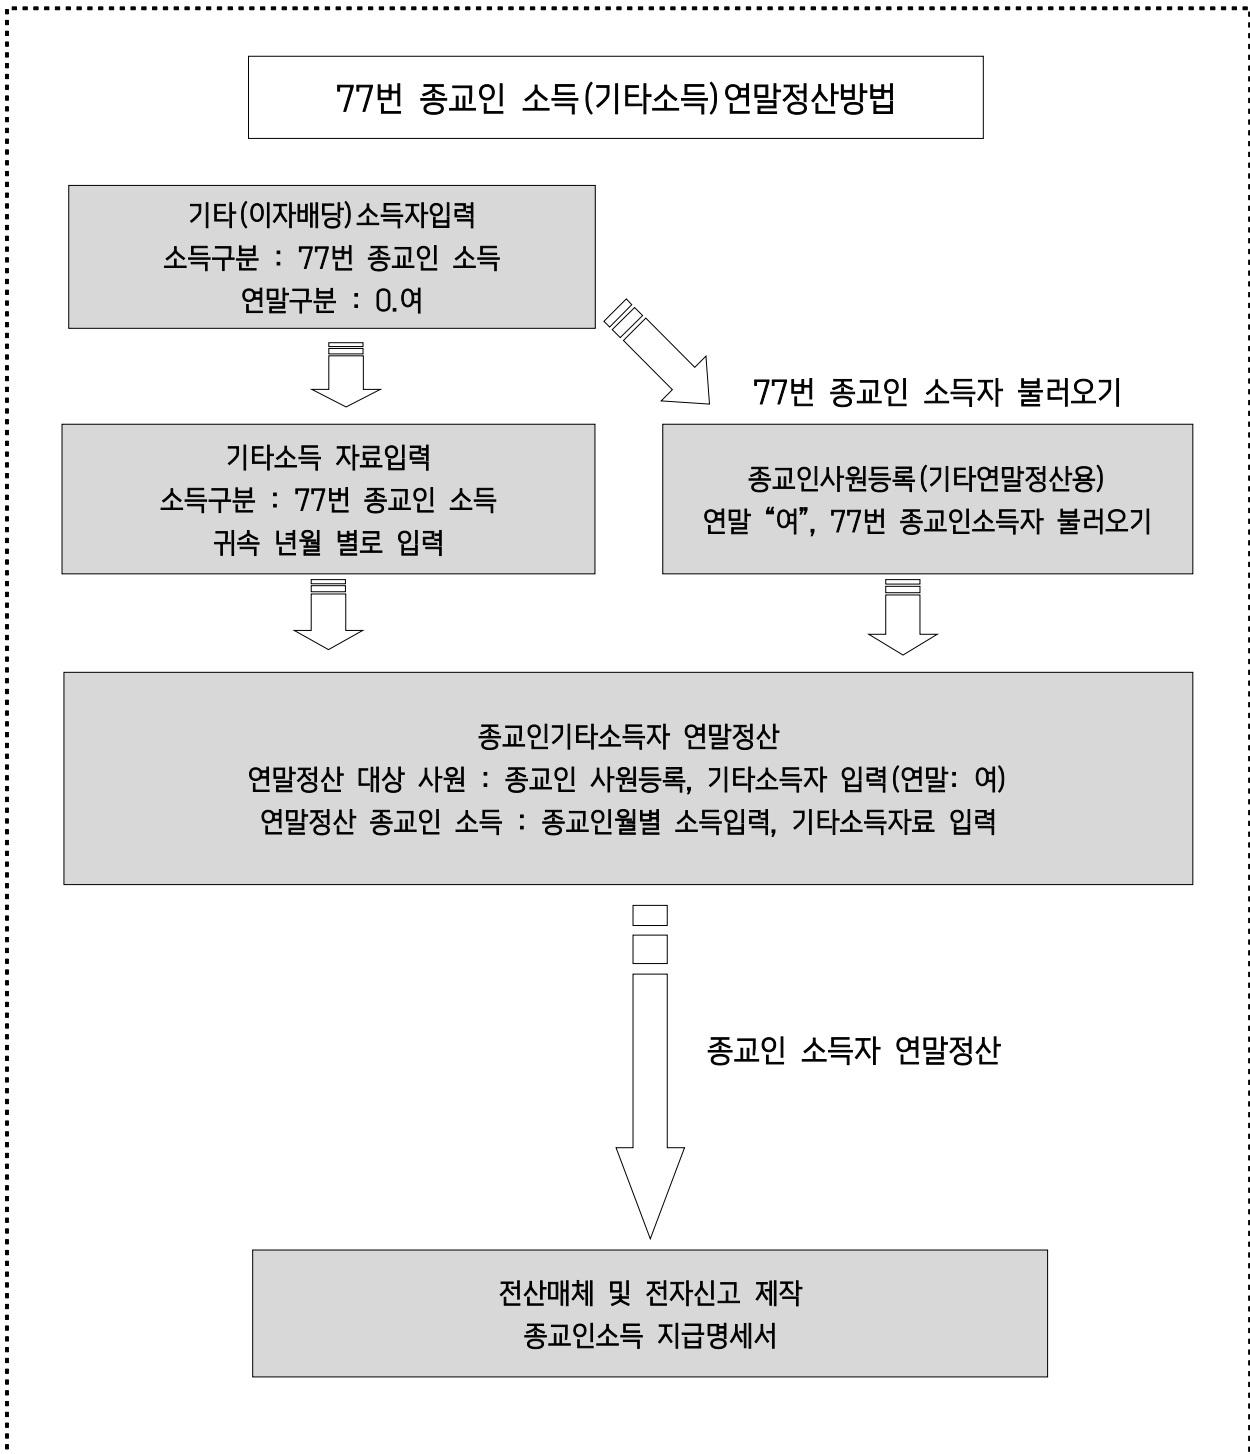 77번 종교인 소득(기타소득)연말정산방법
기타(이자배당)소득자입력
소득구분 : 77번 종교인 소득
연말구분 : 0.여
77번 종교인 소득자 불러오기
기타소득 자료입력
소득구분 : 77번 종교인 소득
귀속 년월 별로 입력
종교인사원등록(기타연말정산용)
연말 “여”, 77번 종교인소득자 불러오기
종교인기타소득자 연말정산
연말정산 대상 사원 : 종교인 사원등록, 기타소득자 입력(연말: 여)
연말정산 종교인 소득 : 종교인월별 소득입력, 기타소득자료 입력
종교인 소득자 연말정산
전산매체 및 전자신고 제작
종교인소득 지급명세서